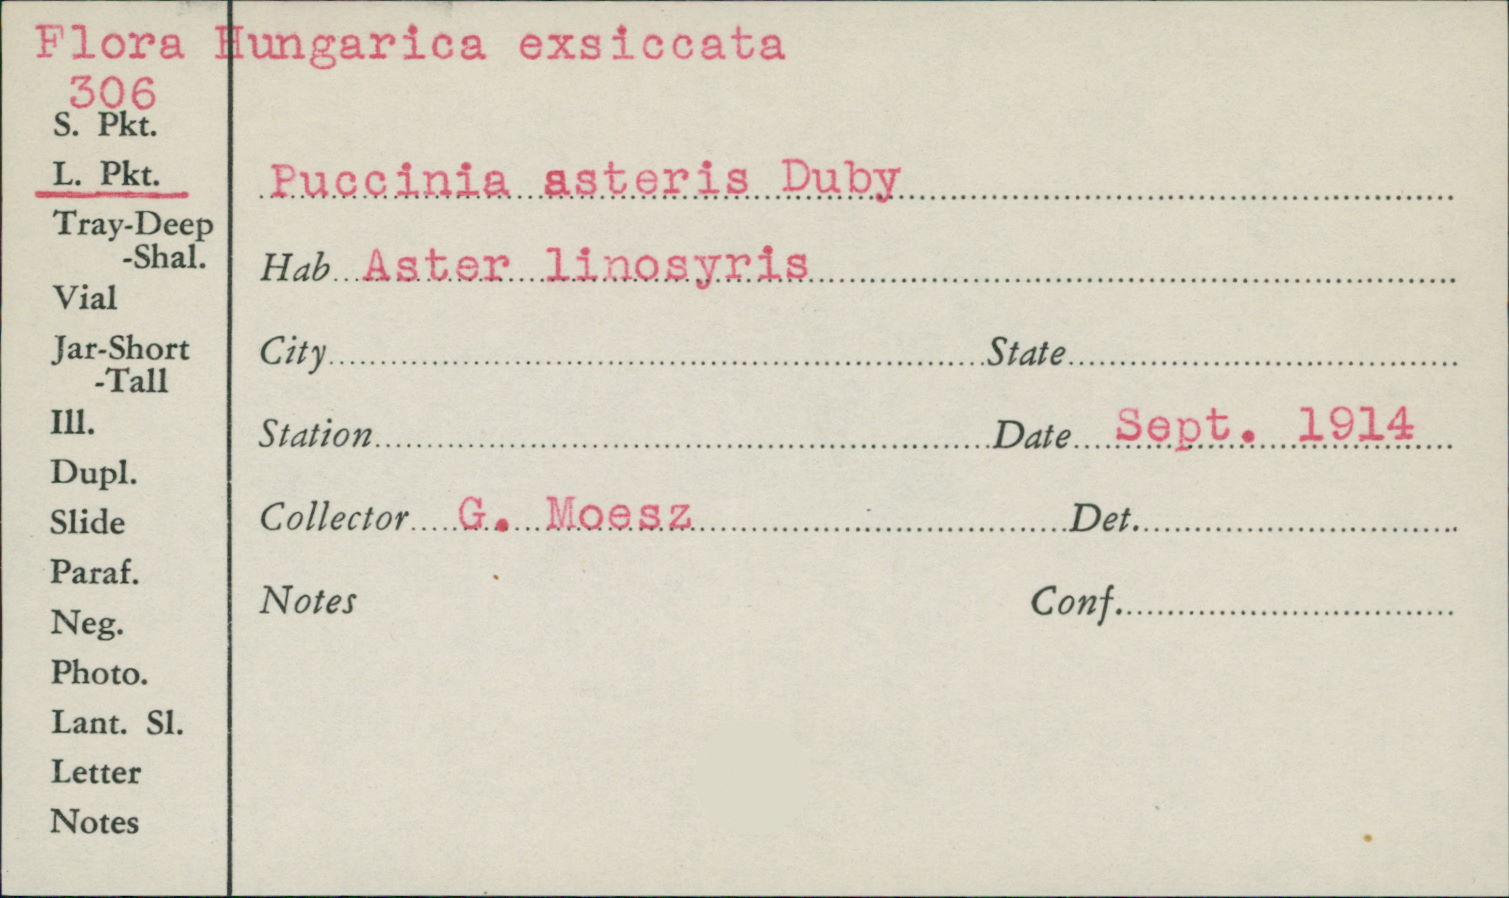 Flora Hungarica exsiccata
306
S. Pkt.
L. Pkt.
Tray-Deep
-Shal.
Vial
Jar-Short
-Tall
Ill.
Dupl.
Slide
Paraf.
Neg.
Photo.
Lant. Sl.
Letter
Notes
Puccinia asteris Duby
Hab Aster linosyris
City State
Station Date Sept. 1914
Collector G. Moesz Det.
Notes Conf.